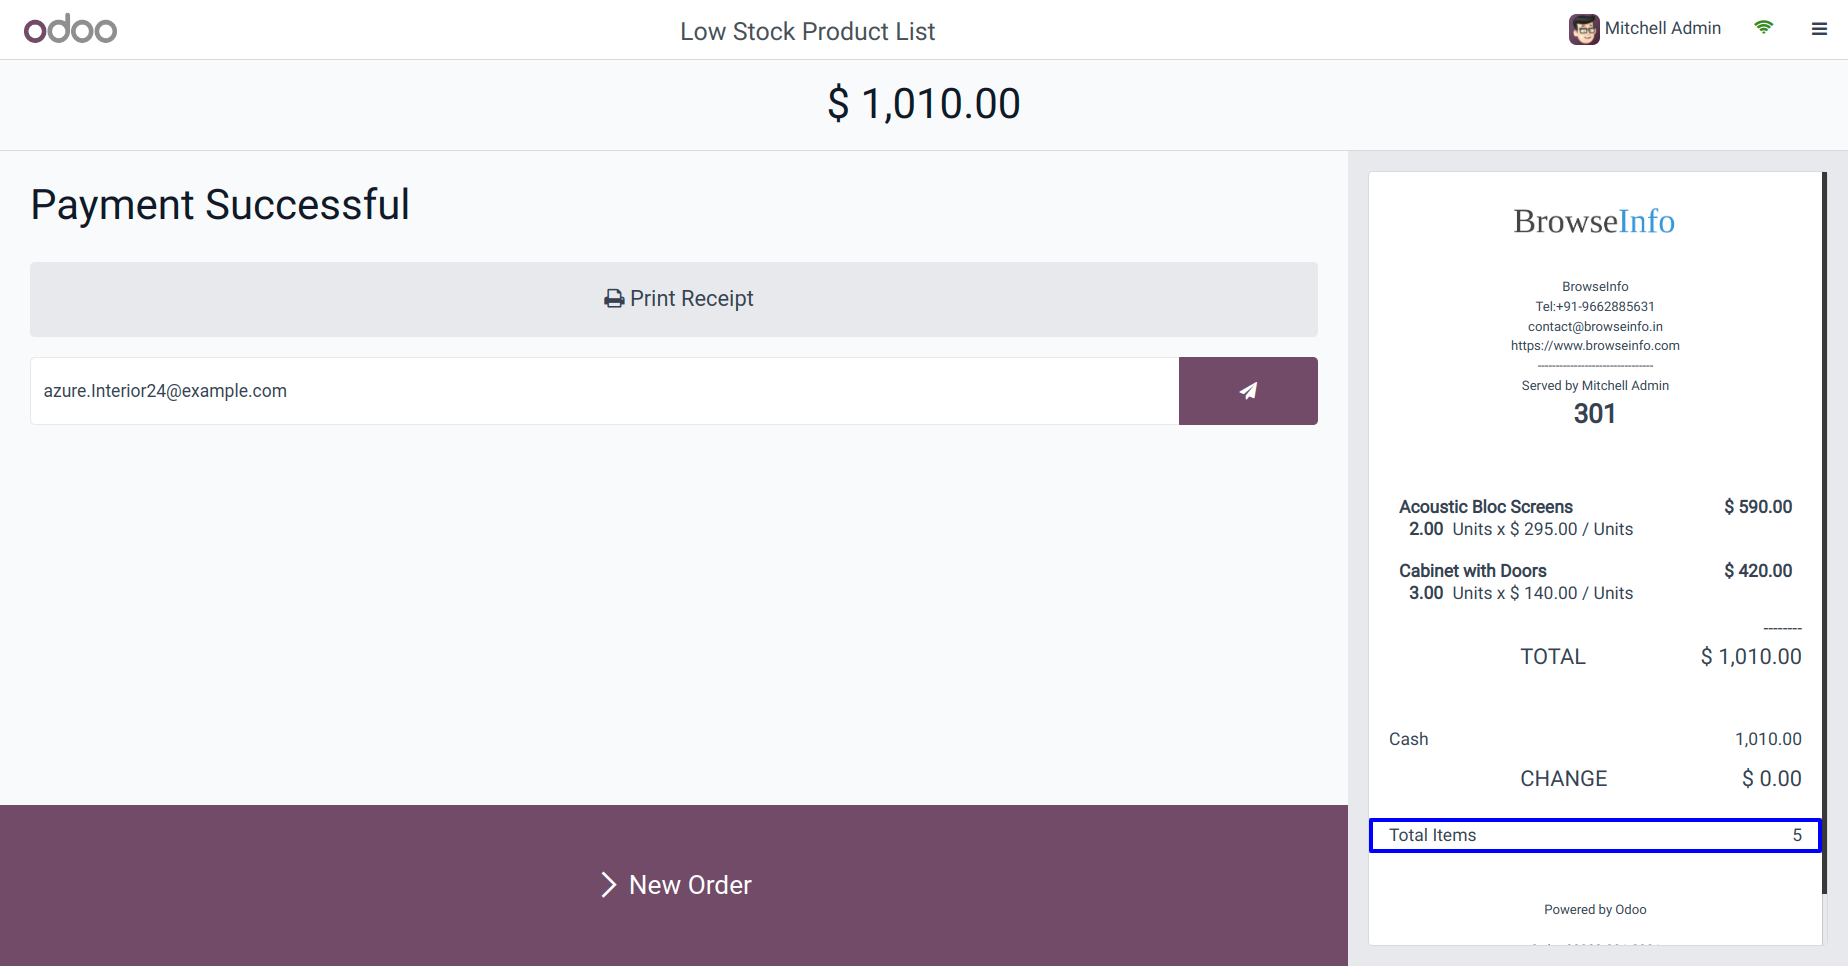 odoo
Low Stock Product List
Mitchell Admin
$ 1,010.00
Payment Successful
Print Receipt
azure.Interior24@example.com
New Order
BrowseInfo
BrowseInfo
Tel:+91-9662885631
contact@browseinfo.in
https://www.browseinfo.com
--------------------------------
Served by Mitchell Admin
301
Acoustic Bloc Screens $ 590.00
2.00 Units x $ 295.00 / Units
Cabinet with Doors $ 420.00
3.00 Units x $ 140.00 / Units
--------
TOTAL $ 1,010.00
Cash 1,010.00
CHANGE $ 0.00
Total Items 5
Powered by Odoo